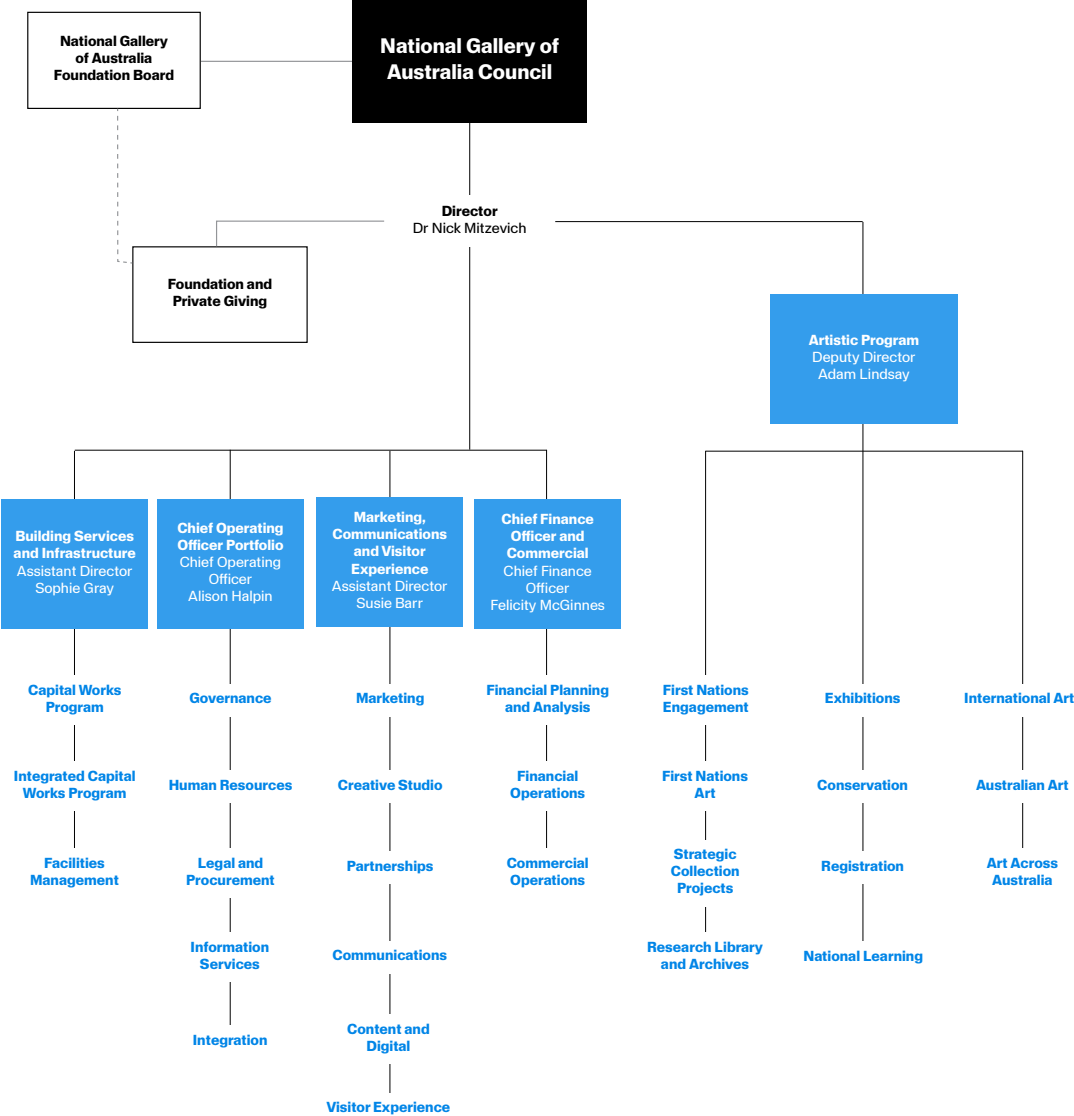 National Gallery
of Australia
Foundation Board
National Gallery of
Australia Council
Director
Dr Nick Mitzevich
Foundation and
Private Giving
Artistic Program
Deputy Director
Adam Lindsay
Building Services
and Infrastructure
Assistant Director
Sophie Gray
Chief Operating
Officer Portfolio
Chief Operating
Officer
Alison Halpin
Marketing,
Communications
and Visitor
Experience
Assistant Director
Susie Barr
Chief Finance
Officer and
Commercial
Chief Finance
Officer
Felicity McGinnes
Capital Works
Program
Integrated Capital
Works Program
Facilities
Management
Governance
Human Resources
Legal and
Procurement
Information
Services
Integration
Marketing
Creative Studio
Partnerships
Communications
Content and
Digital
Visitor Experience
Financial Planning
and Analysis
Financial
Operations
Commercial
Operations
First Nations
Engagement
First Nations
Art
Strategic
Collection
Projects
Research Library
and Archives
Exhibitions
Conservation
Registration
National Learning
International Art
Australian Art
Art Across
Australia